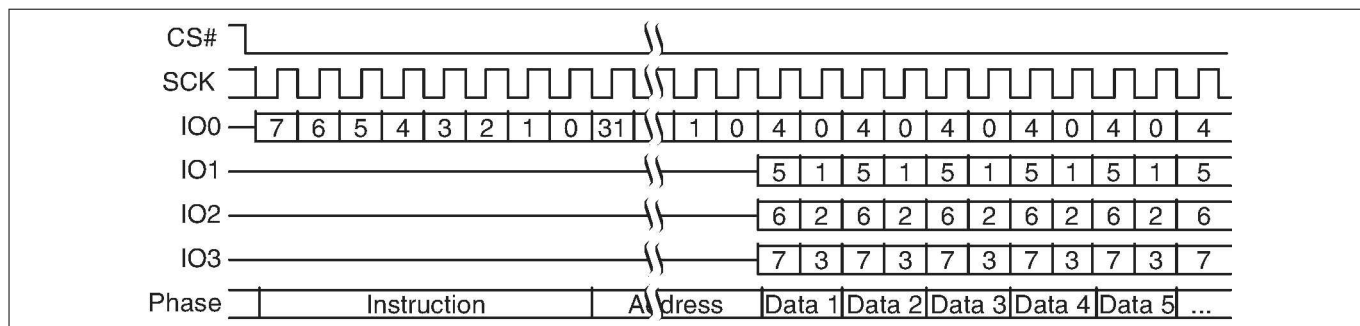 CS#
SCK
IO0 7 6 5 4 3 2 1 0 31 1 0 4 0 4 0 4 0 4 0 4 0 4
IO1 5 1 5 1 5 1 5 1 5 1 5
IO2 6 2 6 2 6 2 6 2 6 2 6
IO3 7 3 7 3 7 3 7 3 7 3 7
Phase Instruction Address Data 1 Data 2 Data 3 Data 4 Data 5 ...